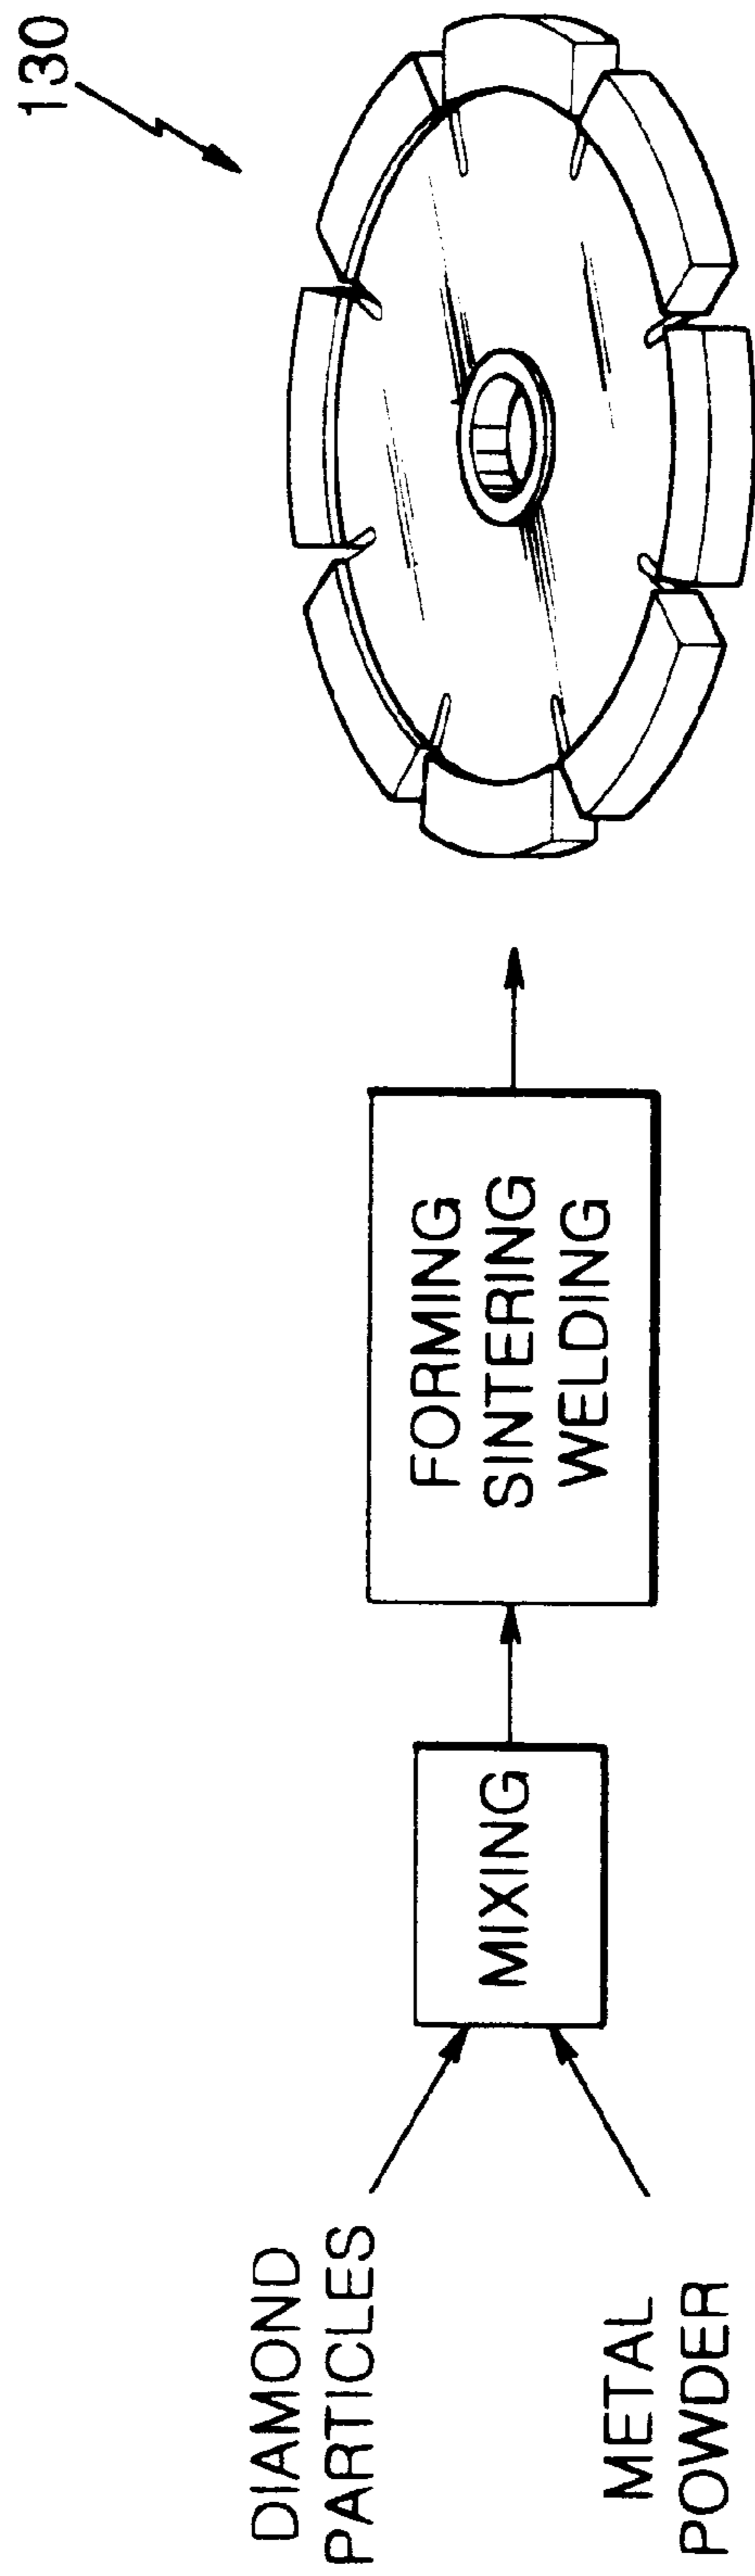 DIAMOND
PARTICLES
METAL
POWDER
MIXING
FORMING
SINTERING
WELDING
130